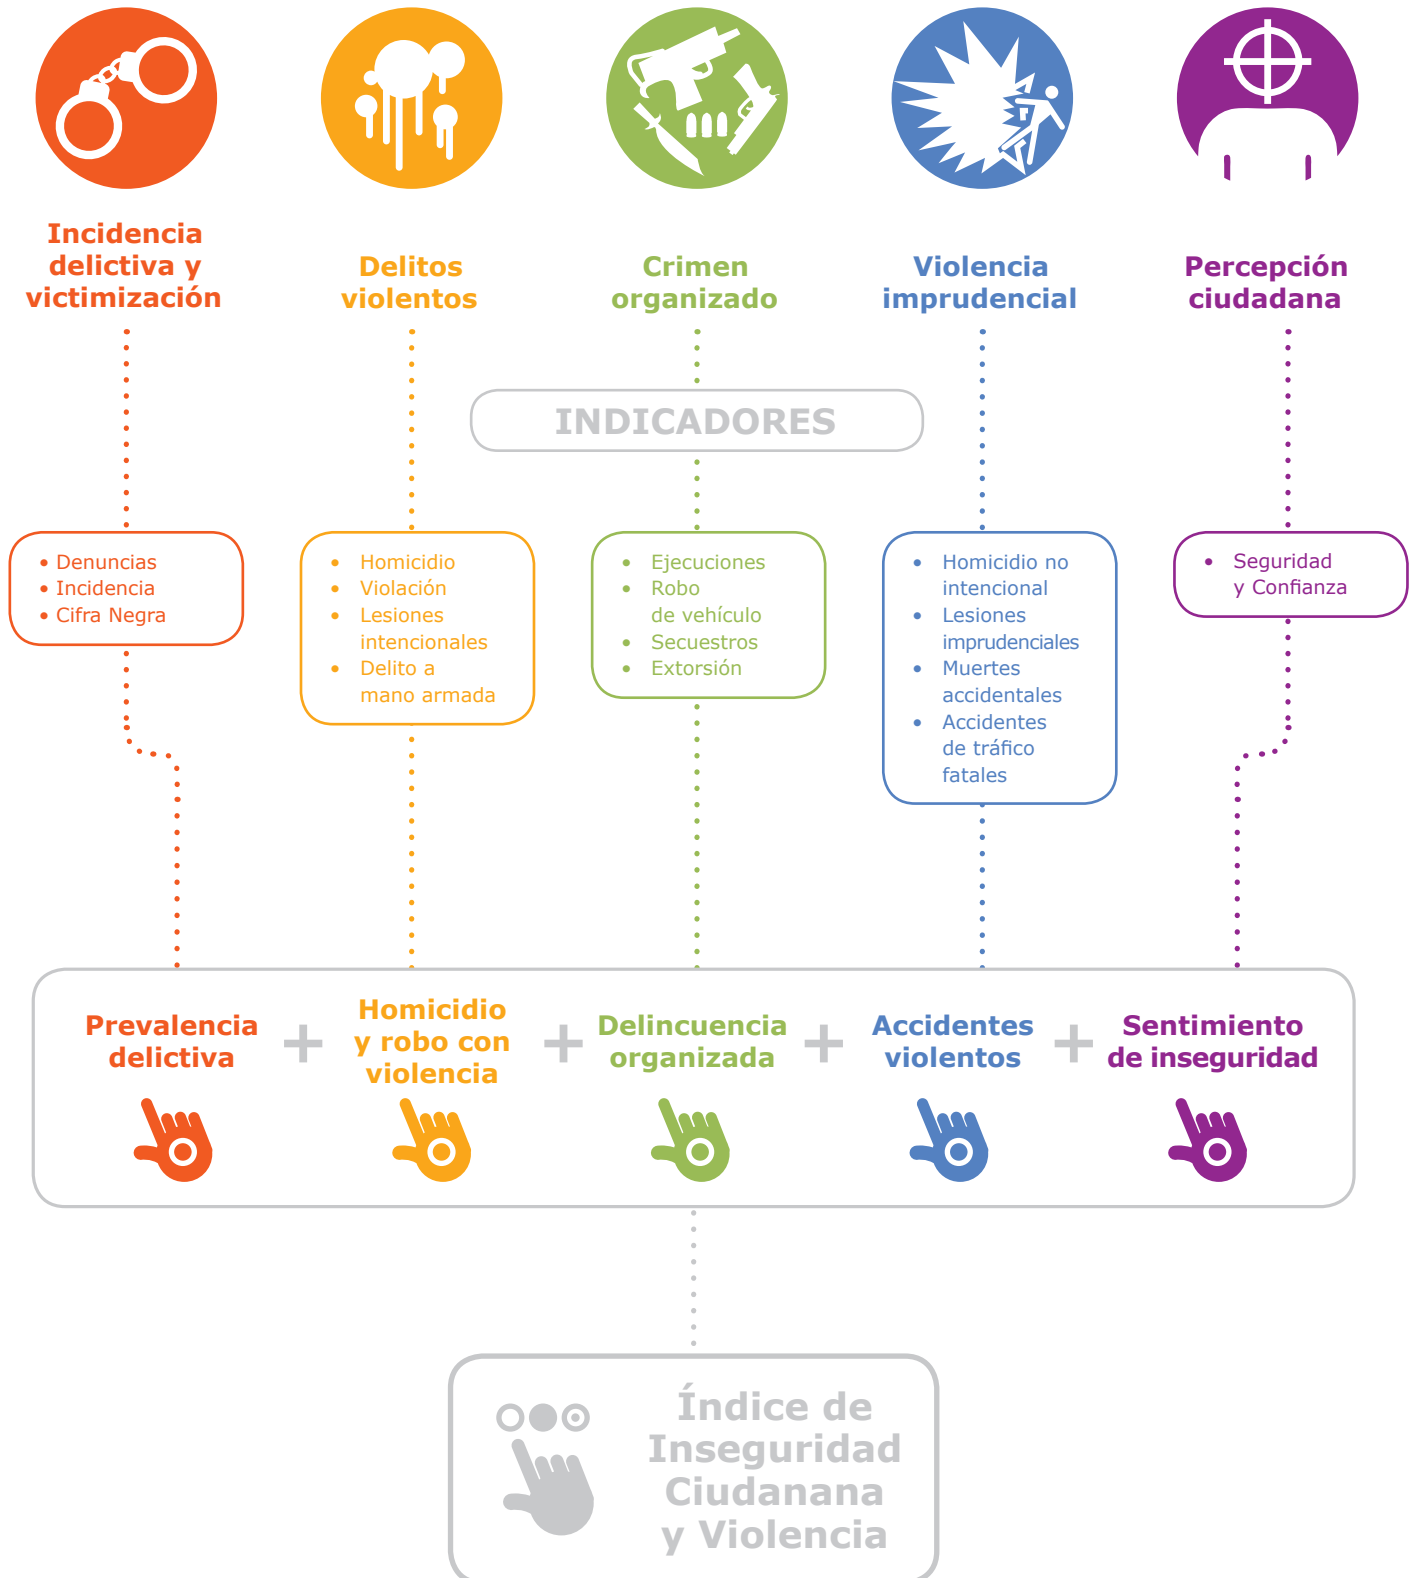 Incidencia
delictiva y
victimización
Delitos
violentos
Crimen
organizado
Violencia
imprudencial
Percepción
ciudadana
INDICADORES
• Denuncias
• Incidencia
• Cifra Negra
• Homicidio
• Violación
• Lesiones
intencionales
• Delito a
mano armada
• Ejecuciones
• Robo
de vehículo
• Secuestros
• Extorsión
• Homicidio no
intencional
• Lesiones
imprudenciales
• Muertes
accidentales
• Accidentes
de tráfico
fatales
• Seguridad
y Confianza
Prevalencia
delictiva
+
Homicidio
y robo con
violencia
+
Delincuencia
organizada
+
Accidentes
violentos
+
Sentimiento
de inseguridad
Índice de
Inseguridad
Ciudanana
y Violencia